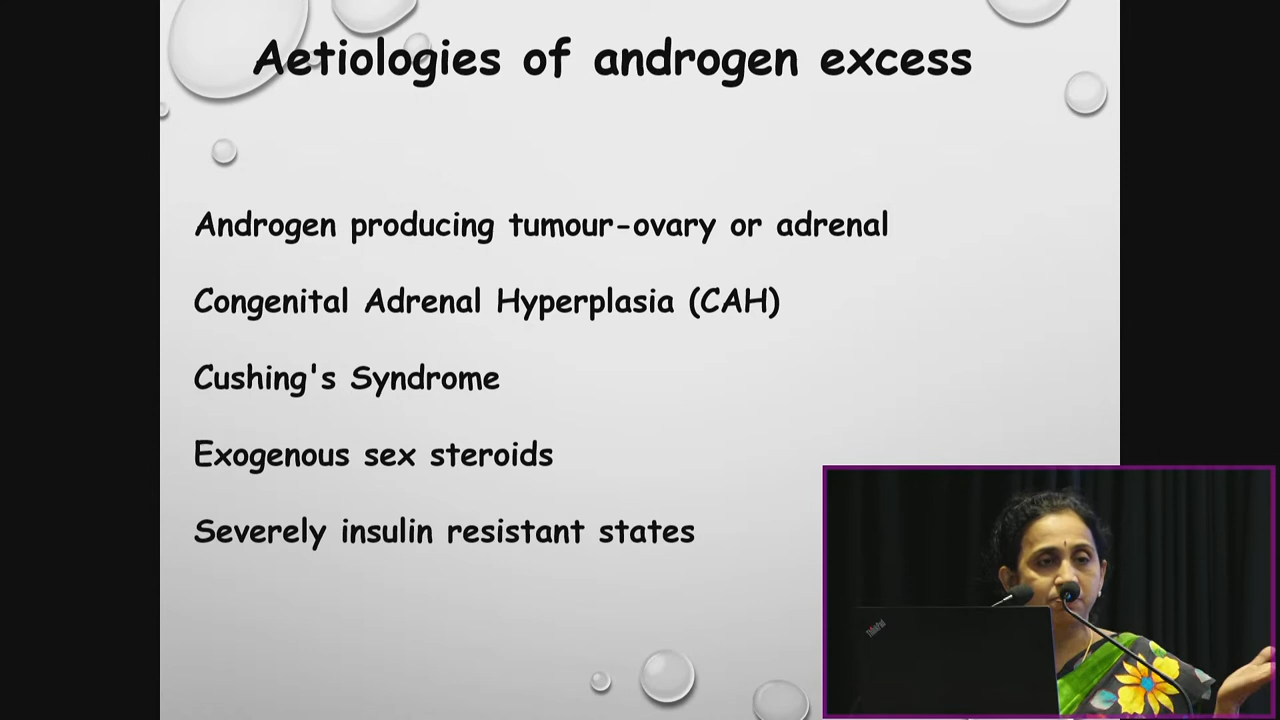 Aetiologies of androgen excess
Androgen producing tumour-ovary or adrenal
Congenital Adrenal Hyperplasia (CAH)
Cushing's Syndrome
Exogenous sex steroids
Severely insulin resistant states
ThinkPad